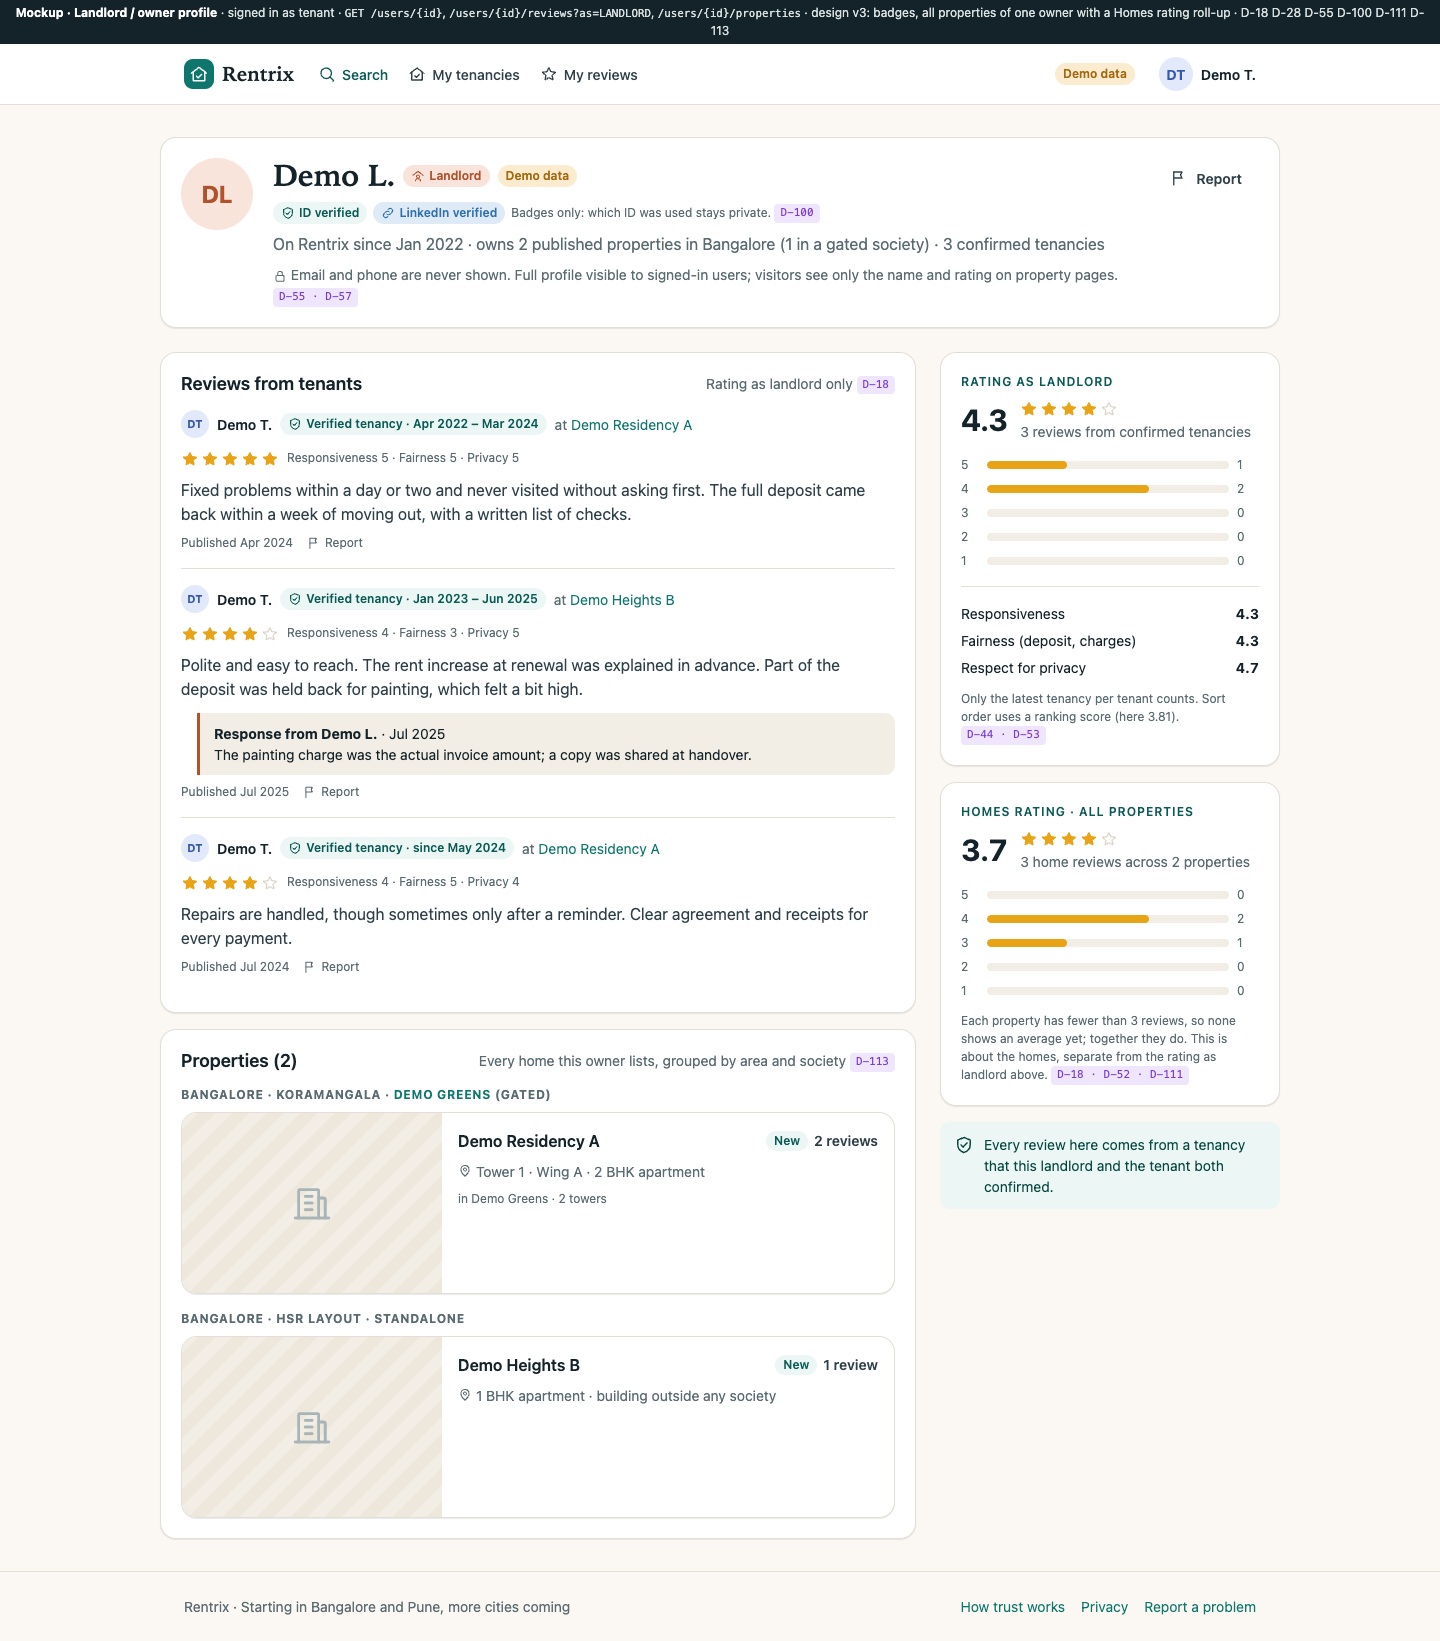 Mockup · Landlord / owner profile · signed in as tenant · GET /users/{id}, /users/{id}/reviews?as=LANDLORD, /users/{id}/properties · design v3: badges, all properties of one owner with a Homes rating roll-up · D-18 D-28 D-55 D-100 D-111 D-
113
Rentrix
Search
My tenancies
My reviews
Demo data
DT
Demo T.
DL
Demo L.
Landlord
Demo data
Report
ID verified
LinkedIn verified
Badges only: which ID was used stays private. D-100
On Rentrix since Jan 2022 · owns 2 published properties in Bangalore (1 in a gated society) · 3 confirmed tenancies
Email and phone are never shown. Full profile visible to signed-in users; visitors see only the name and rating on property pages.
D-55 · D-57
Reviews from tenants
Rating as landlord only D-18
DT Demo T. Verified tenancy · Apr 2022 – Mar 2024 at Demo Residency A
Responsiveness 5 · Fairness 5 · Privacy 5
Fixed problems within a day or two and never visited without asking first. The full deposit came
back within a week of moving out, with a written list of checks.
Published Apr 2024 Report
DT Demo T. Verified tenancy · Jan 2023 – Jun 2025 at Demo Heights B
Responsiveness 4 · Fairness 3 · Privacy 5
Polite and easy to reach. The rent increase at renewal was explained in advance. Part of the
deposit was held back for painting, which felt a bit high.
Response from Demo L. · Jul 2025
The painting charge was the actual invoice amount; a copy was shared at handover.
Published Jul 2025 Report
DT Demo T. Verified tenancy · since May 2024 at Demo Residency A
Responsiveness 4 · Fairness 5 · Privacy 4
Repairs are handled, though sometimes only after a reminder. Clear agreement and receipts for
every payment.
Published Jul 2024 Report
Properties (2)
Every home this owner lists, grouped by area and society D-113
BANGALORE · KORAMANGALA · DEMO GREENS (GATED)
Demo Residency A
New 2 reviews
Tower 1 · Wing A · 2 BHK apartment
in Demo Greens · 2 towers
BANGALORE · HSR LAYOUT · STANDALONE
Demo Heights B
New 1 review
1 BHK apartment · building outside any society
RATING AS LANDLORD
4.3
3 reviews from confirmed tenancies
5 1
4 2
3 0
2 0
1 0
Responsiveness 4.3
Fairness (deposit, charges) 4.3
Respect for privacy 4.7
Only the latest tenancy per tenant counts. Sort
order uses a ranking score (here 3.81).
D-44 · D-53
HOMES RATING · ALL PROPERTIES
3.7
3 home reviews across 2 properties
5 0
4 2
3 1
2 0
1 0
Each property has fewer than 3 reviews, so none
shows an average yet; together they do. This is
about the homes, separate from the rating as
landlord above. D-18 · D-52 · D-111
Every review here comes from a tenancy
that this landlord and the tenant both
confirmed.
Rentrix · Starting in Bangalore and Pune, more cities coming
How trust works
Privacy
Report a problem